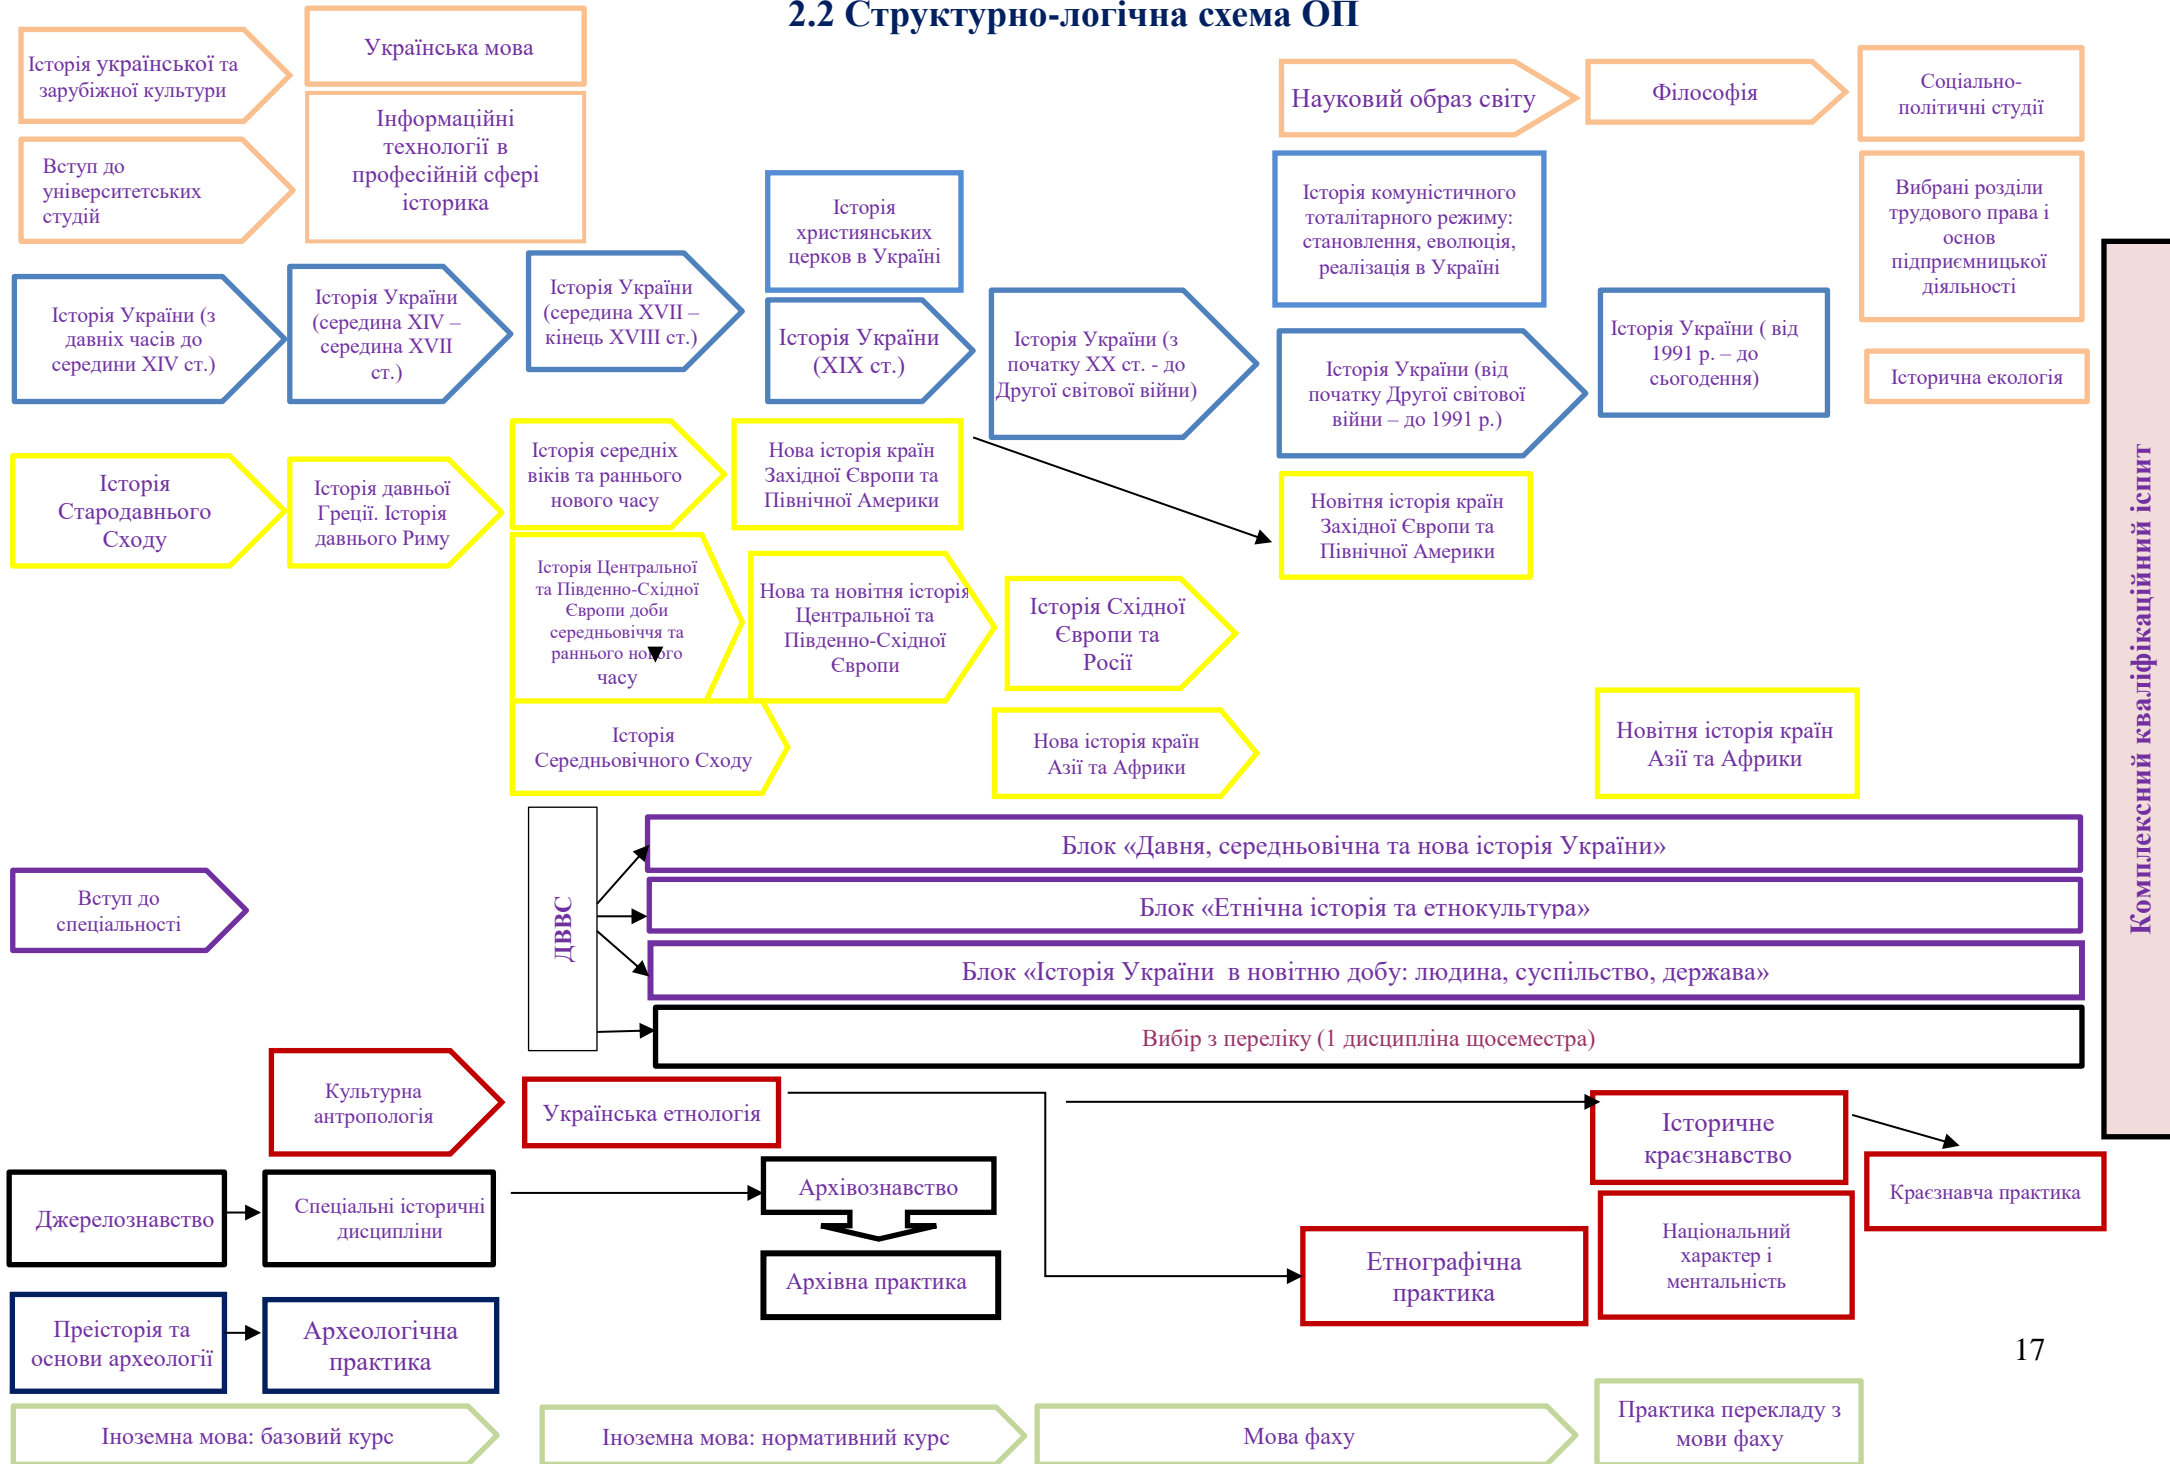 2.2 Структурно-логічна схема ОП
Історія української та
зарубіжної культури
Українська мова
Науковий образ світу
Філософія
Соціально-
політичні студії
Вступ до
університетських
студій
Інформаційні
технології в
професійній сфері
історика
Історія
християнських
церков в Україні
Історія комуністичного
тоталітарного режиму:
становлення, еволюція,
реалізація в Україні
Вибрані розділи
трудового права і
основ
підприємницької
діяльності
Історія України (з
давніх часів до
середини XIV ст.)
Історія України
(середина XIV –
середина XVII
ст.)
Історія України
(середина XVII –
кінець XVIII ст.)
Історія України
(XIX ст.)
Історія України (з
початку XX ст. - до
Другої світової війни)
Історія України (від
початку Другої світової
війни – до 1991 р.)
Історія України ( від
1991 р. – до
сьогодення)
Історична екологія
Історія
Стародавнього
Сходу
Історія давньої
Греції. Історія
давнього Риму
Історія середніх
віків та раннього
нового часу
Нова історія країн
Західної Європи та
Північної Америки
Новітня історія країн
Західної Європи та
Північної Америки
Історія Центральної
та Південно-Східної
Європи доби
середньовіччя та
раннього нового
часу
Нова та новітня історія
Центральної та
Південно-Східної
Європи
Історія Східної
Європи та
Росії
Історія
Середньовічного Сходу
Нова історія країн
Азії та Африки
Новітня історія країн
Азії та Африки
Комплексний кваліфікаційний іспит
Вступ до
спеціальності
ДВВС
Блок «Давня, середньовічна та нова історія України»
Блок «Етнічна історія та етнокультура»
Блок «Історія України в новітню добу: людина, суспільство, держава»
Вибір з переліку (1 дисципліна щосеместра)
Культурна
антропологія
Українська етнологія
Історичне
краєзнавство
Краєзнавча практика
Джерелознавство
Спеціальні історичні
дисципліни
Архівознавство
Архівна практика
Етнографічна
практика
Національний
характер і
ментальність
Преісторія та
основи археології
Археологічна
практика
17
Іноземна мова: базовий курс
Іноземна мова: нормативний курс
Мова фаху
Практика перекладу з
мови фаху